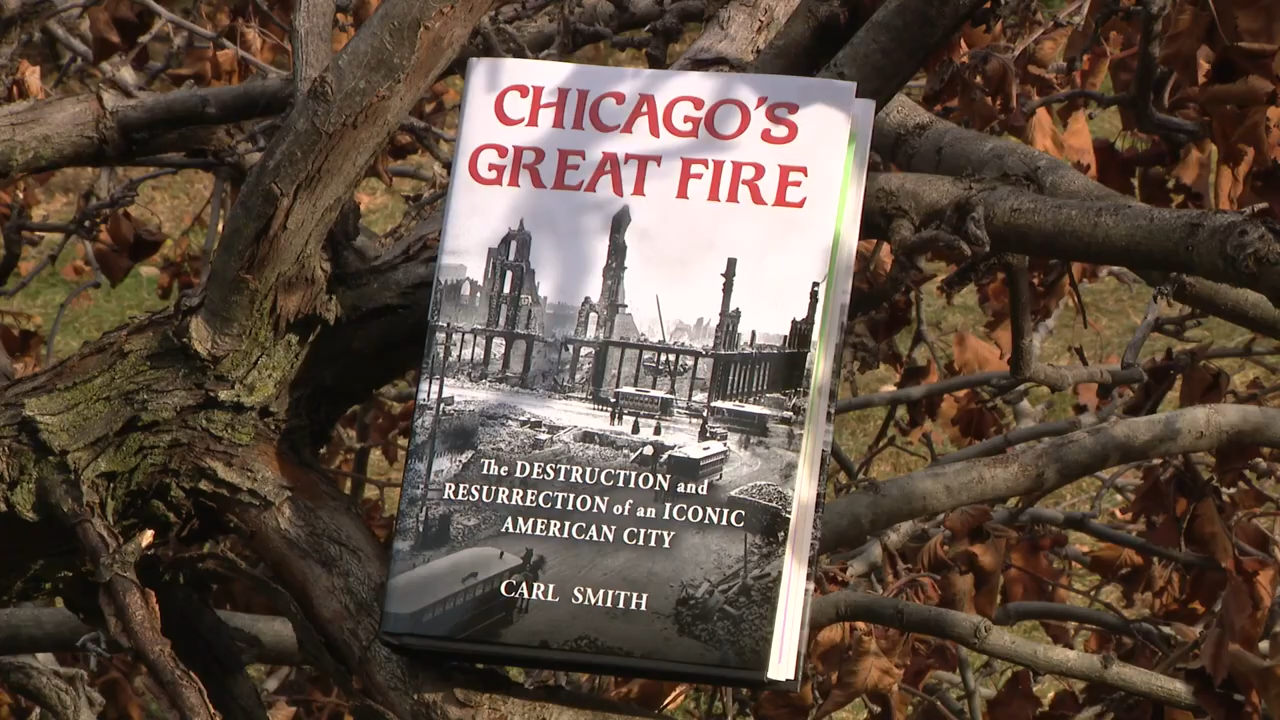 CHICAGO'S
GREAT FIRE
The DESTRUCTION and
RESURRECTION of an ICONIC
AMERICAN CITY
CARL SMITH